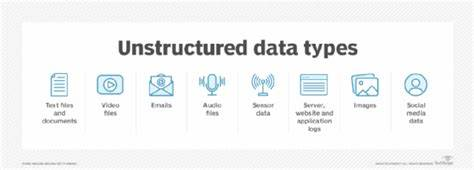 Unstructured data types
Text files
and
documents
Video
files
Emails
Audio
files
Sensor
data
Server,
website and
application
logs
Images
Social
media
data
TechTarget